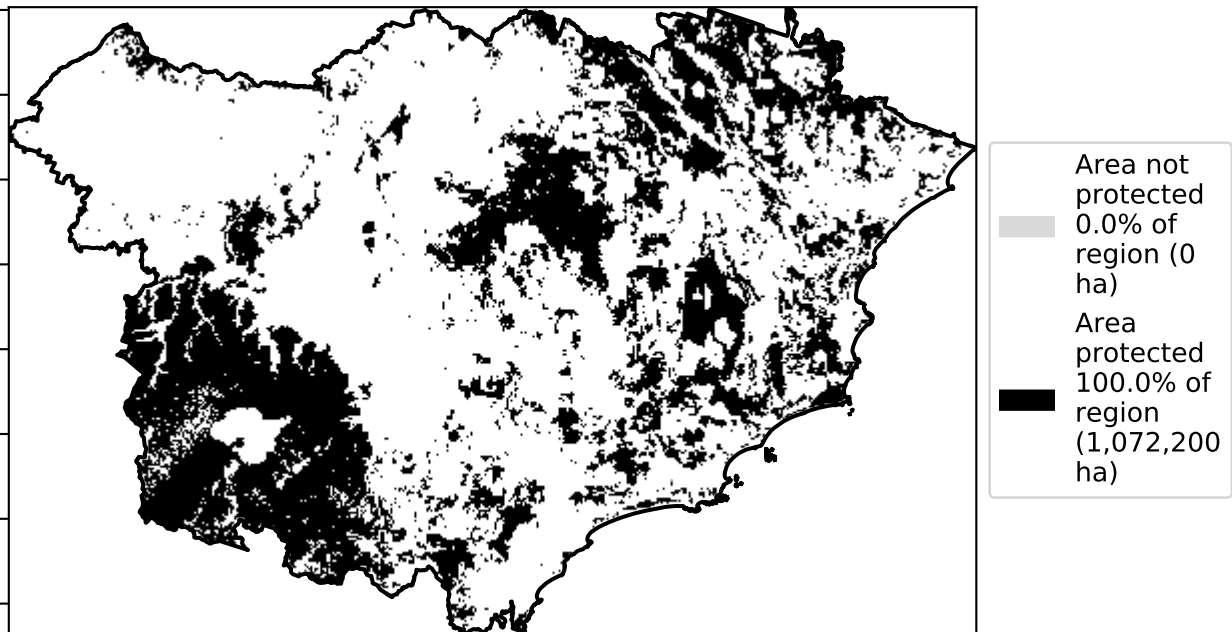 Area not
protected
0.0% of
region (0
ha)
Area
protected
100.0% of
region
(1,072,200
ha)